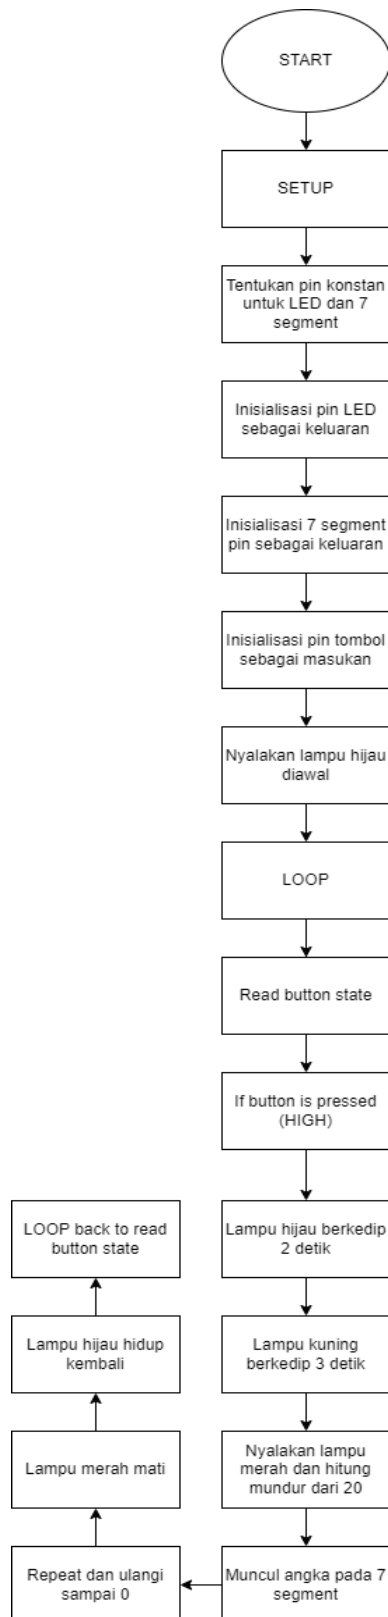 START
SETUP
Tentukan pin konstan
untuk LED dan 7
segment
Inisialisasi pin LED
sebagai keluaran
Inisialisasi 7 segment
pin sebagai keluaran
Inisialisasi pin tombol
sebagai masukan
Nyalakan lampu hijau
diawal
LOOP
Read button state
If button is pressed
(HIGH)
Lampu hijau berkedip
2 detik
Lampu kuning
berkedip 3 detik
Nyalakan lampu
merah dan hitung
mundur dari 20
Muncul angka pada 7
segment
Repeat dan ulangi
sampai 0
Lampu merah mati
Lampu hijau hidup
kembali
LOOP back to read
button state